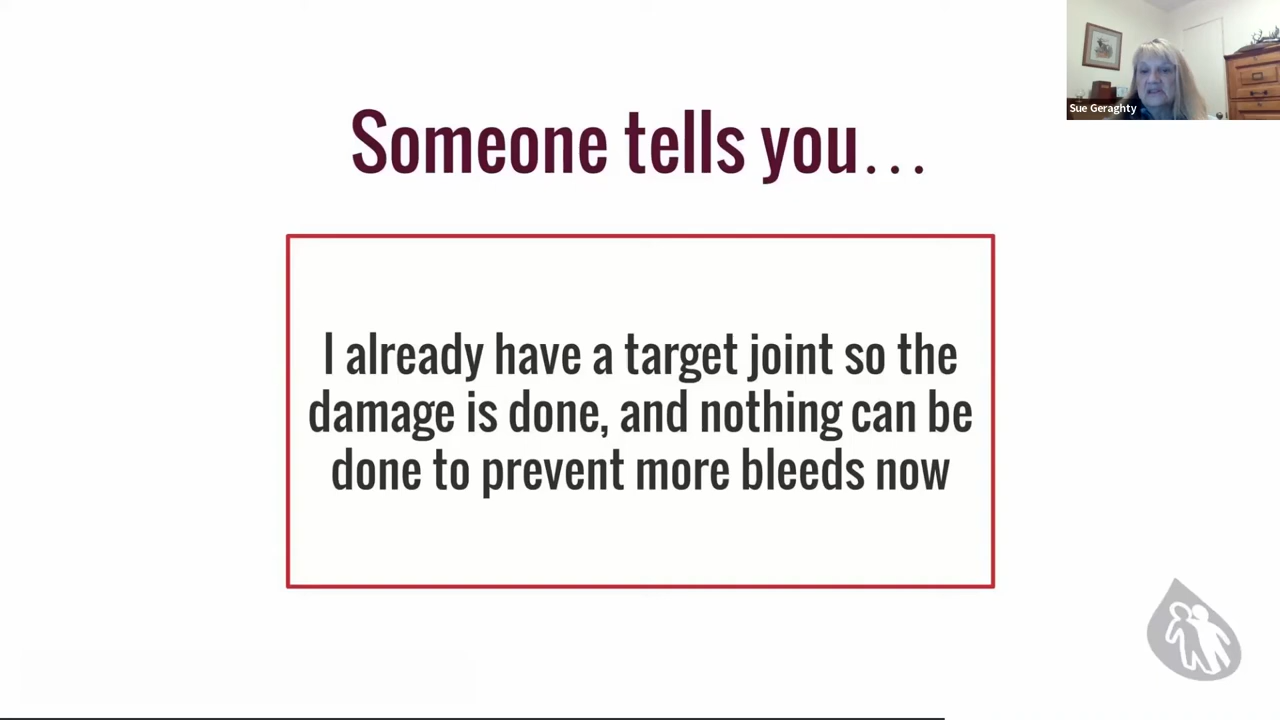 Someone tells you...
I already have a target joint so the
damage is done, and nothing can be
done to prevent more bleeds now
Sue Geraghty